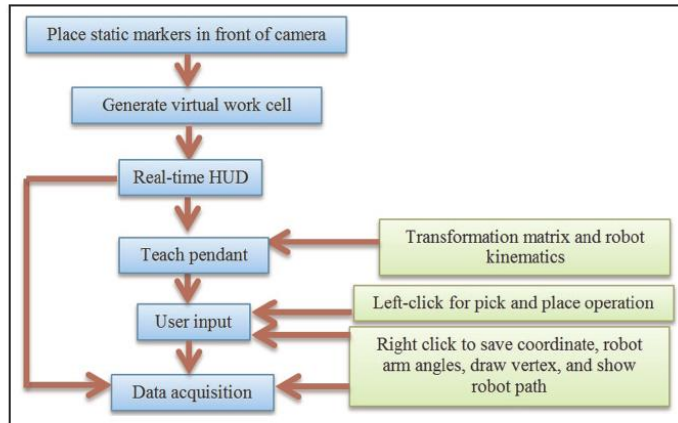 Place static markers in front of camera
Generate virtual work cell
Real-time HUD
Teach pendant
Transformation matrix and robot
kinematics
Left-click for pick and place operation
User input
Right click to save coordinate, robot
arm angles, draw vertex, and show
robot path
Data acquisition